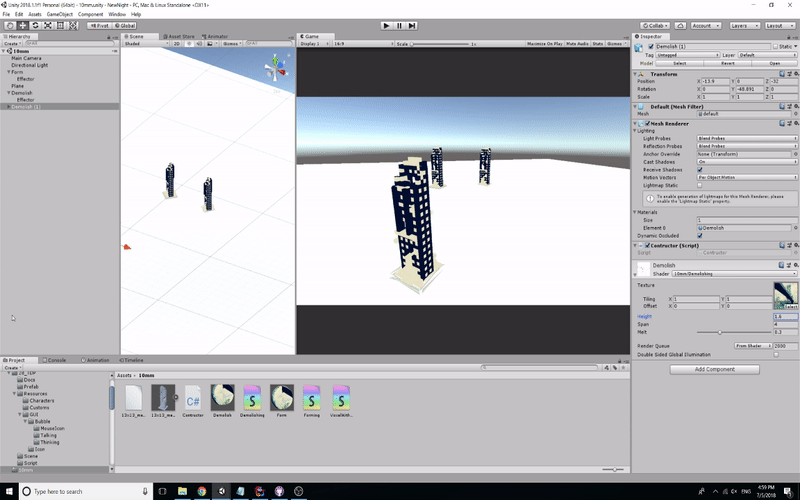 Unity 2018.1.1f1 Personal (64bit) - 10mm.unity - NewNight - PC, Mac & Linux Standalone <DX11>
File Edit Assets GameObject Component Window Help
Pivot Global
Collab Account Layers Layout
Hierarchy
Create
10mm
Main Camera
Directional Light
Form
Effector
Plane
Demolish
Effector
Demolish (1)
Scene Asset Store Animator
Shaded 2D Gizmos
Game
Display 1 16:9 Scale 1x Maximize On Play Mute Audio Stats Gizmos
Inspector
Demolish (1) Static
Tag Untagged Layer Default
Model Select Revert Open
Transform
Position X -13.9 Y 0 Z -32
Rotation X 0 Y -48.891 Z 0
Scale X 1 Y 1 Z 1
Default (Mesh Filter)
Mesh default
Mesh Renderer
Lighting
Light Probes Blend Probes
Reflection Probes Blend Probes
Anchor Override None (Transform)
Cast Shadows On
Receive Shadows
Motion Vectors Per Object Motion
Lightmap Static
To enable generation of lightmaps for this Mesh Renderer, please
enable the 'Lightmap Static' property.
Materials
Size 1
Element 0 Demolish
Dynamic Occluded
Contractor (Script)
Script Contractor
Demolish
Shader 10mm/Demolishing
Texture
Tiling X 1 Y 1
Offset X 0 Y 0
Select
Height 1.6
Span 4
Melt 0.3
Render Queue From Shader 2000
Double Sided Global Illumination
Add Component
Project Console Animation Timeline
Create
Docs
Prefab
Resources
Characters
Customs
GUI
Bubble
MouseIcon
Talking
Thinking
Icon
Scene
Script
10mm
Assets 10mm
13x13_ma... 13x13_ma... Contractor Demolish Demolishing Form Forming
Type here to search
4:59 PM
7/5/2018